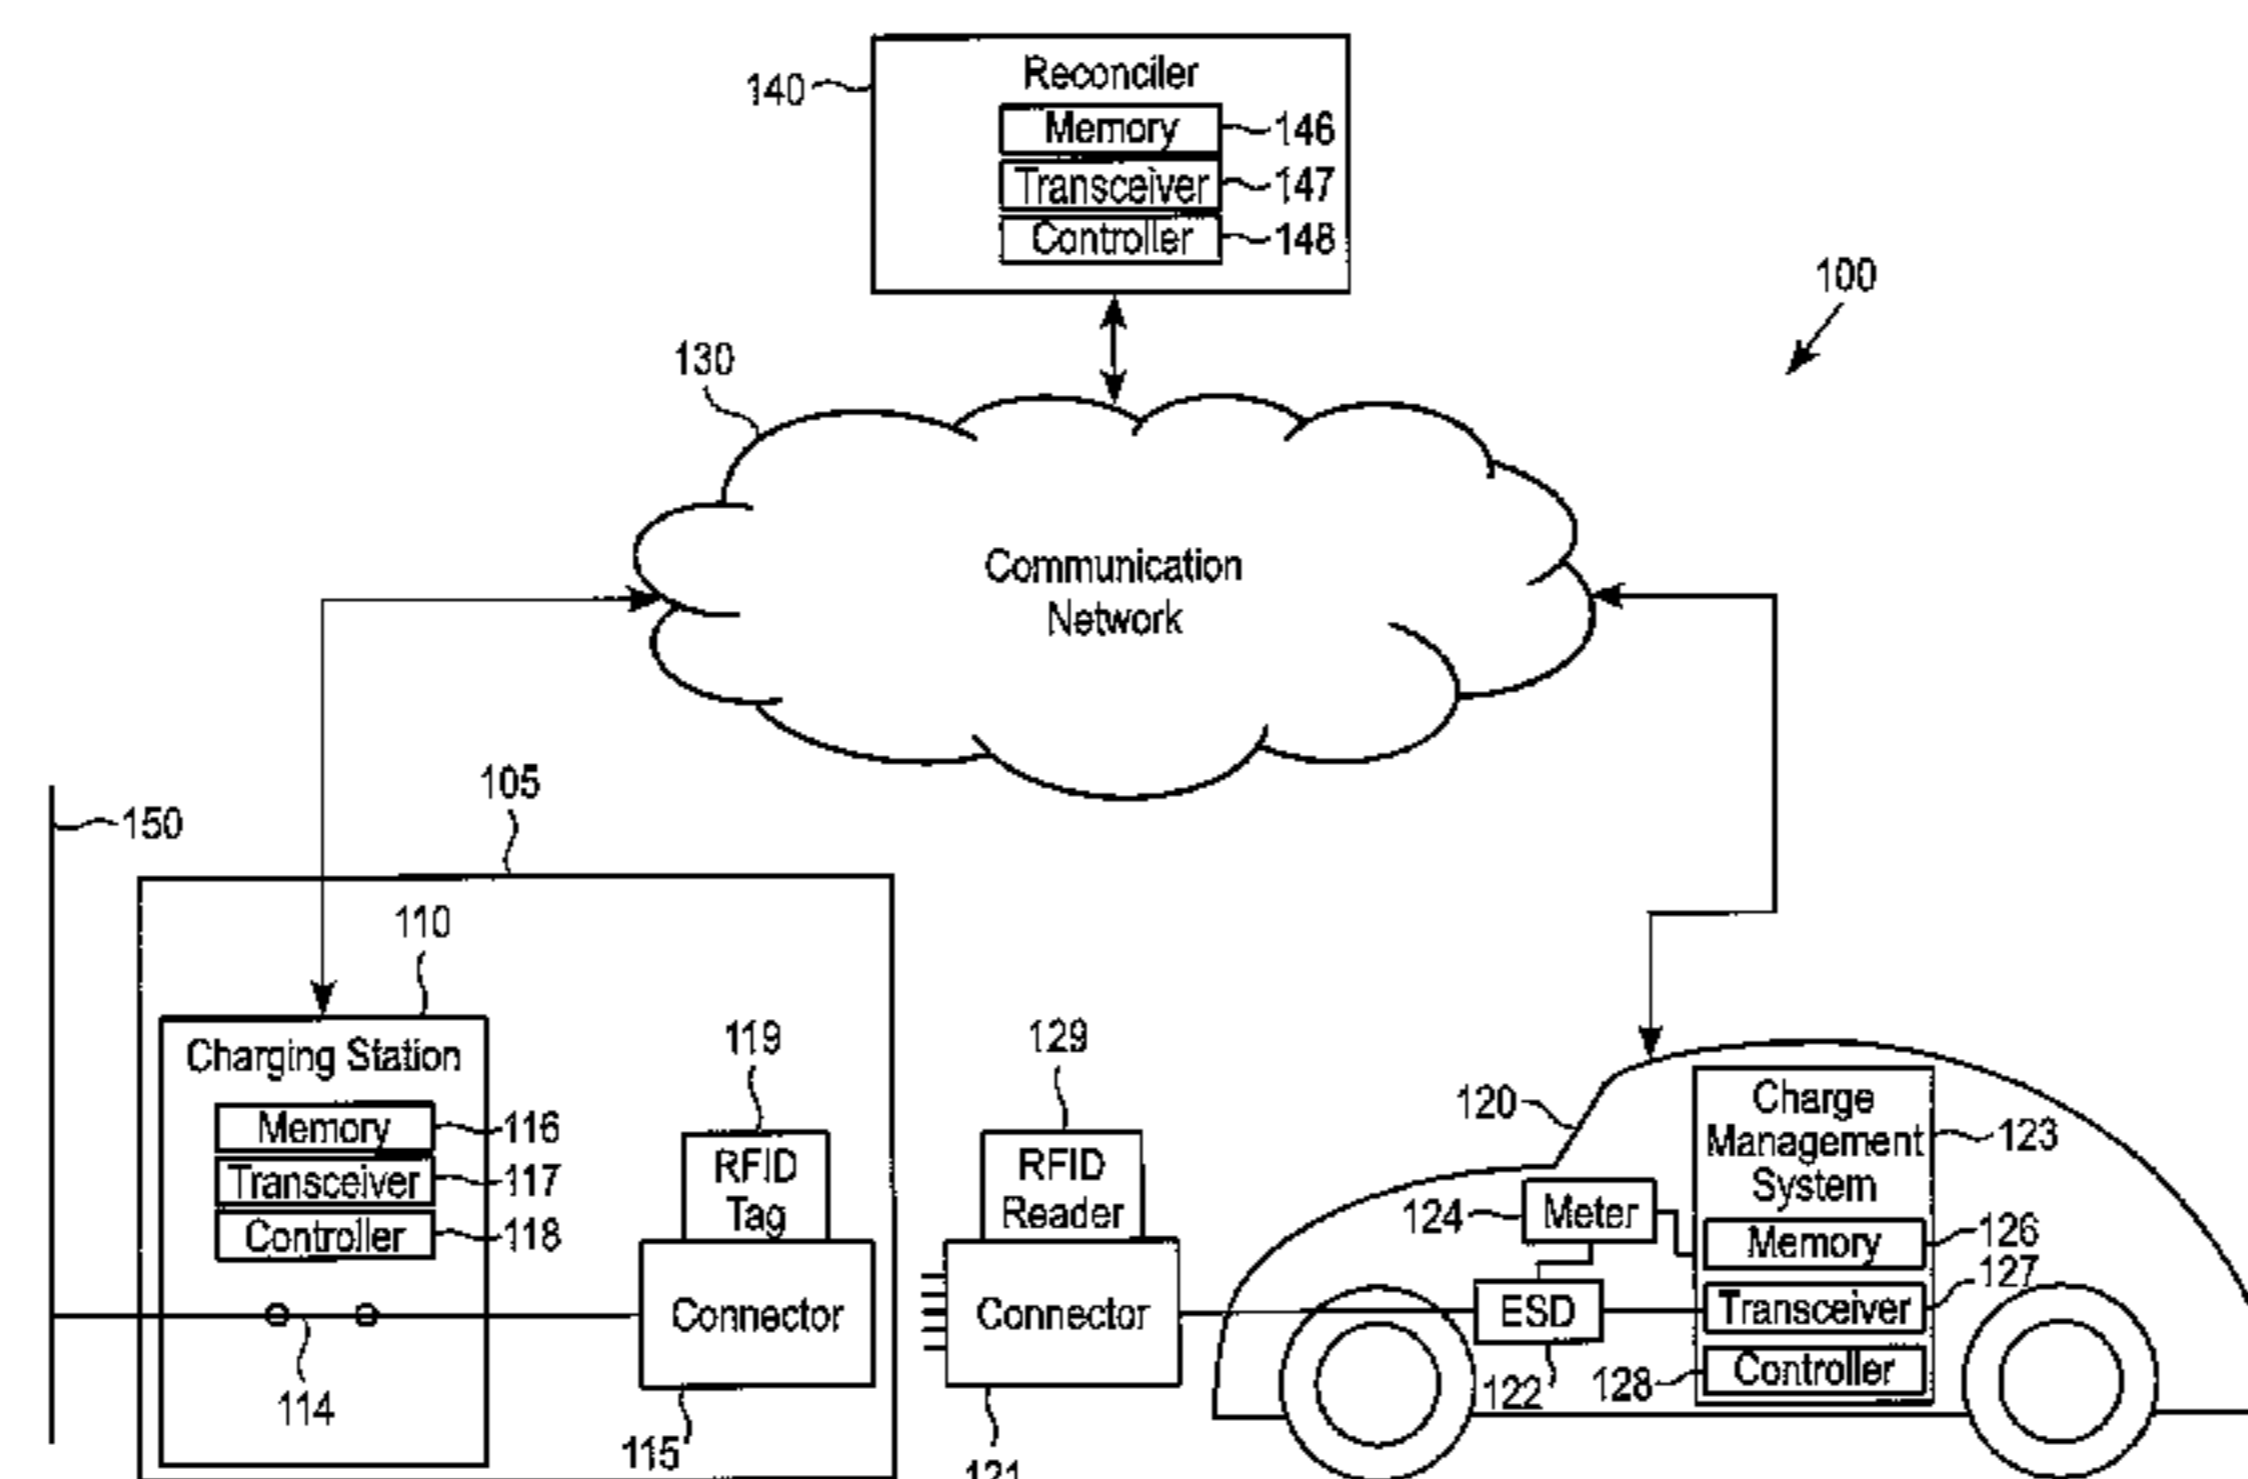 Reconciler
140
Memory
146
Transceiver
147
Controller
148
100
130
Communication
Network
105
150
110
Charging Station
Memory
116
Transceiver
117
Controller
118
114
119
RFID
Tag
Connector
115
129
RFID
Reader
Connector
121
120
Charge
Management
System
123
124
Meter
Memory
126
127
ESD
Transceiver
122
128
Controller